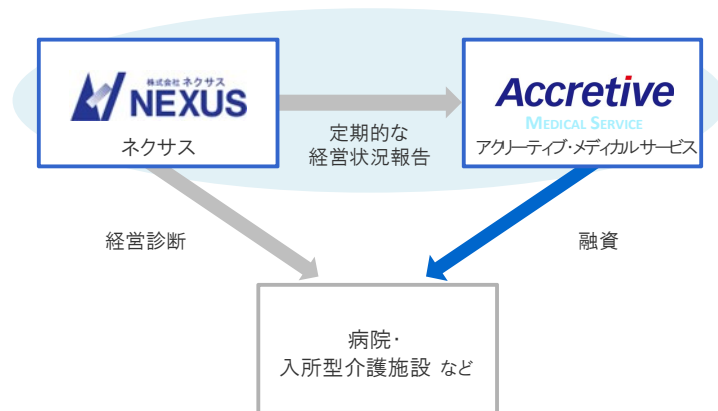 株式会社 ネクサス
NEXUS
ネクサス
定期的な
経営状況報告
Accretive
MEDICAL SERVICE
アクリーティブ・メディカルサービス
経営診断
融資
病院・
入所型介護施設 など